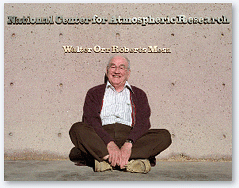 National Center for Atmospheric Research
Walter Orr Roberts Mesa